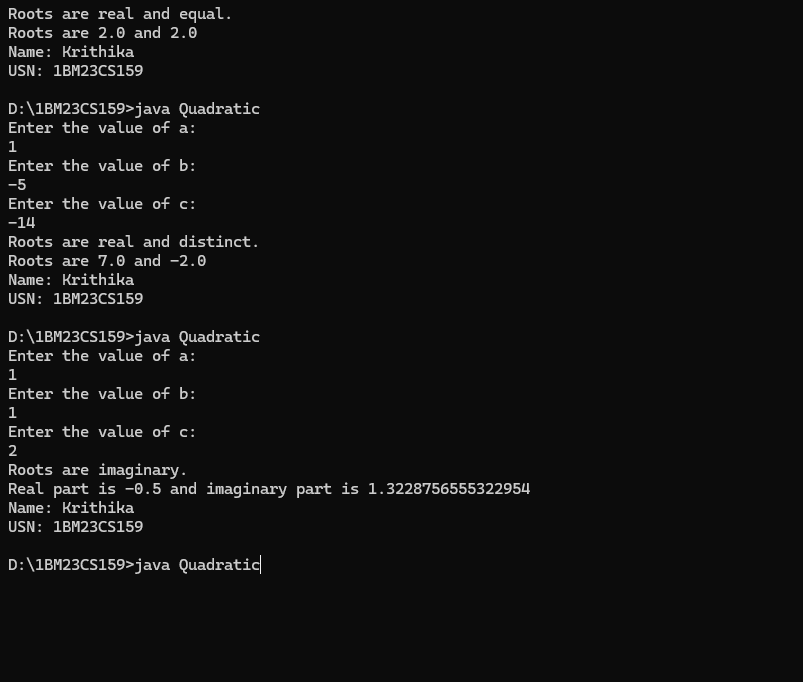 Roots are real and equal.
Roots are 2.0 and 2.0
Name: Krithika
USN: 1BM23CS159
D:\1BM23CS159>java Quadratic
Enter the value of a:
1
Enter the value of b:
-5
Enter the value of c:
-14
Roots are real and distinct.
Roots are 7.0 and -2.0
Name: Krithika
USN: 1BM23CS159
D:\1BM23CS159>java Quadratic
Enter the value of a:
1
Enter the value of b:
1
Enter the value of c:
2
Roots are imaginary.
Real part is -0.5 and imaginary part is 1.3228756555322954
Name: Krithika
USN: 1BM23CS159
D:\1BM23CS159>java Quadratic